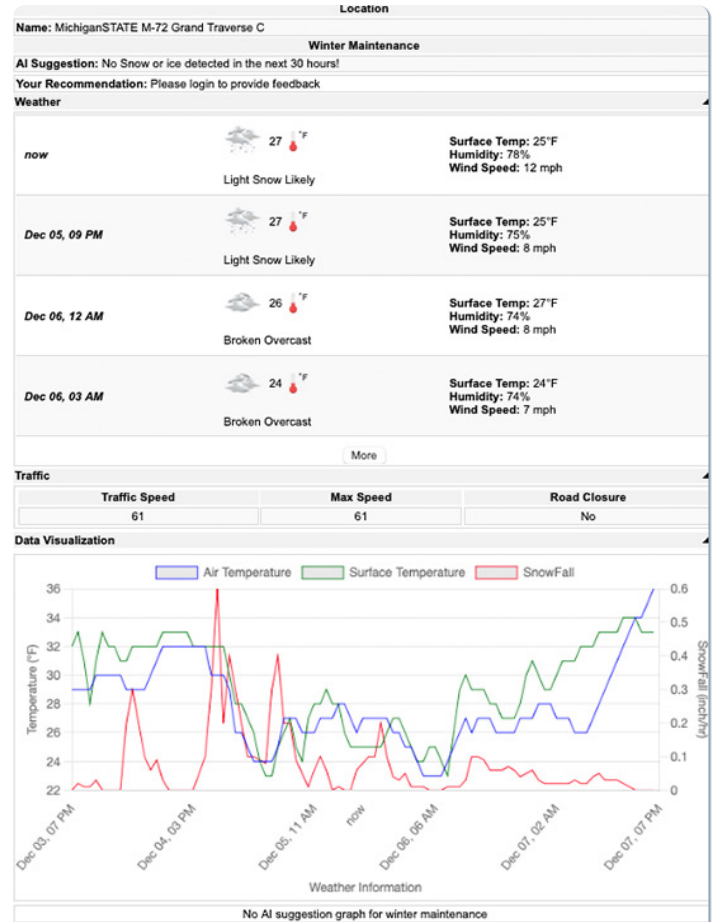 Location
Name: MichiganSTATE M-72 Grand Traverse C
Winter Maintenance
AI Suggestion: No Snow or ice detected in the next 30 hours!
Your Recommendation: Please login to provide feedback
Weather
now
27 °F
Light Snow Likely
Surface Temp: 25°F
Humidity: 78%
Wind Speed: 12 mph
Dec 05, 09 PM
27 °F
Light Snow Likely
Surface Temp: 25°F
Humidity: 75%
Wind Speed: 8 mph
Dec 06, 12 AM
26 °F
Broken Overcast
Surface Temp: 27°F
Humidity: 74%
Wind Speed: 8 mph
Dec 06, 03 AM
24 °F
Broken Overcast
Surface Temp: 24°F
Humidity: 74%
Wind Speed: 7 mph
More
Traffic
Traffic Speed Max Speed Road Closure
61 61 No
Data Visualization
Air Temperature Surface Temperature SnowFall
36
34
32
30
28
26
24
22
Temperature (°F)
0.6
0.5
0.4
0.3
0.2
0.1
0
SnowFall (inch/hr)
Dec 03, 07 PM
Dec 04, 03 PM
Dec 05, 11 AM
now
Dec 06, 06 AM
Dec 07, 02 AM
Dec 07, 07 PM
Weather Information
No AI suggestion graph for winter maintenance